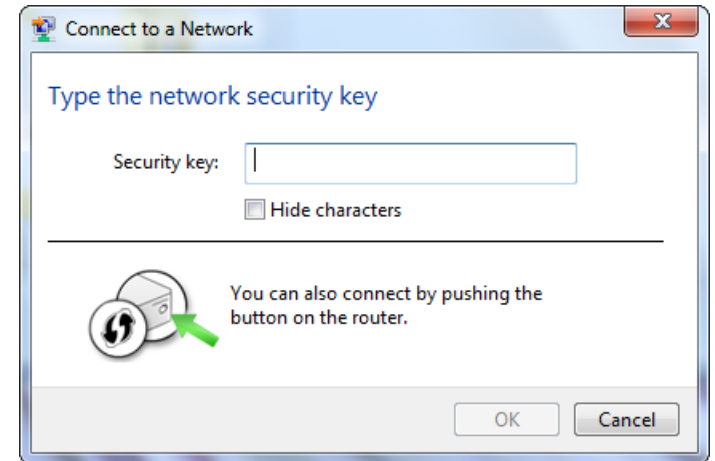 Connect to a Network
Type the network security key
Security key:
Hide characters
You can also connect by pushing the
button on the router.
OK Cancel